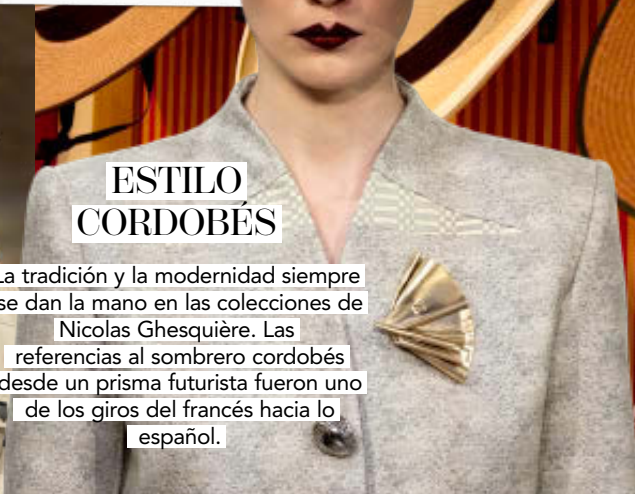 ESTILO
CORDOBÉS
La tradición y la modernidad siempre
se dan la mano en las colecciones de
Nicolas Ghesquière. Las
referencias al sombrero cordobés
desde un prisma futurista fueron uno
de los giros del francés hacia lo
español.